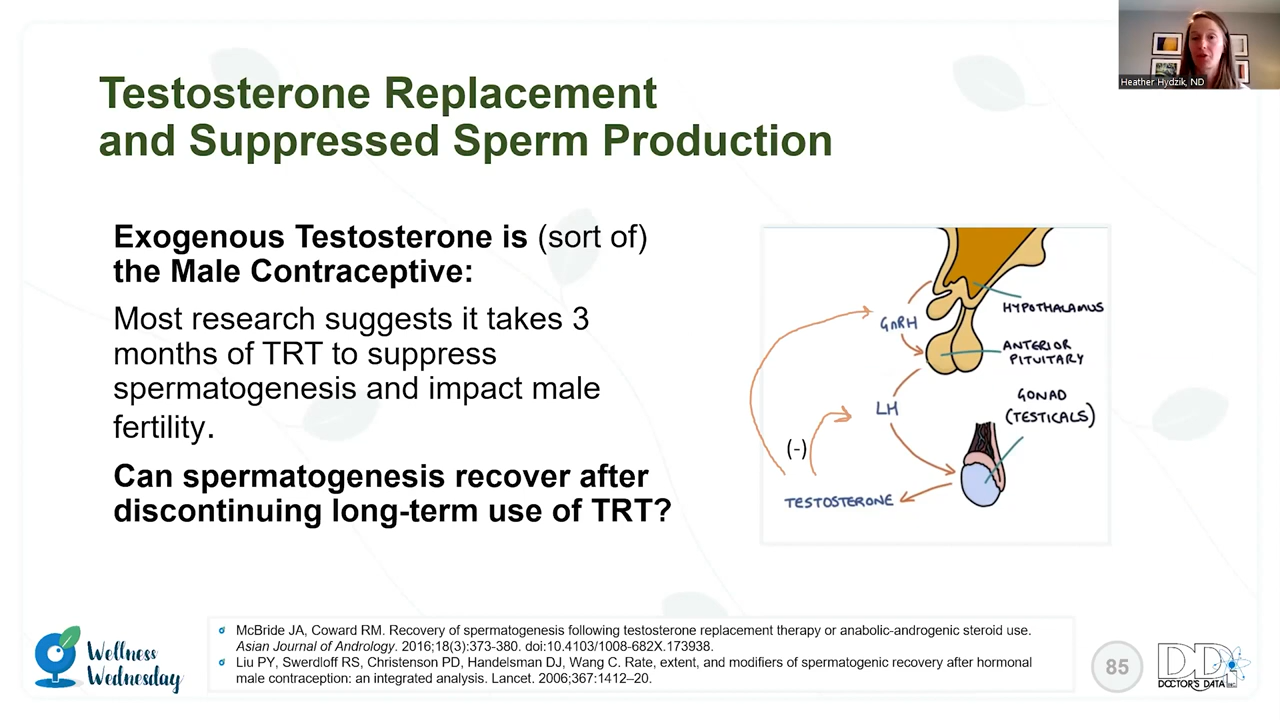 Heather Hydzik, ND
Testosterone Replacement
and Suppressed Sperm Production
Exogenous Testosterone is (sort of)
the Male Contraceptive:
Most research suggests it takes 3
months of TRT to suppress
spermatogenesis and impact male
fertility.
Can spermatogenesis recover after
discontinuing long-term use of TRT?
HYPOTHALAMUS
GnRH
ANTERIOR
PITUITARY
GONAD
(TESTICALS)
LH
(-)
TESTOSTERONE
McBride JA, Coward RM. Recovery of spermatogenesis following testosterone replacement therapy or anabolic-androgenic steroid use.
Asian Journal of Andrology. 2016;18(3):373-380. doi:10.4103/1008-682X.173938.
Liu PY, Swerdloff RS, Christenson PD, Handelsman DJ, Wang C. Rate, extent, and modifiers of spermatogenic recovery after hormonal
male contraception: an integrated analysis. Lancet. 2006;367:1412–20.
Wellness
Wednesday
85
DDI
DOCTOR'S DATA INC.